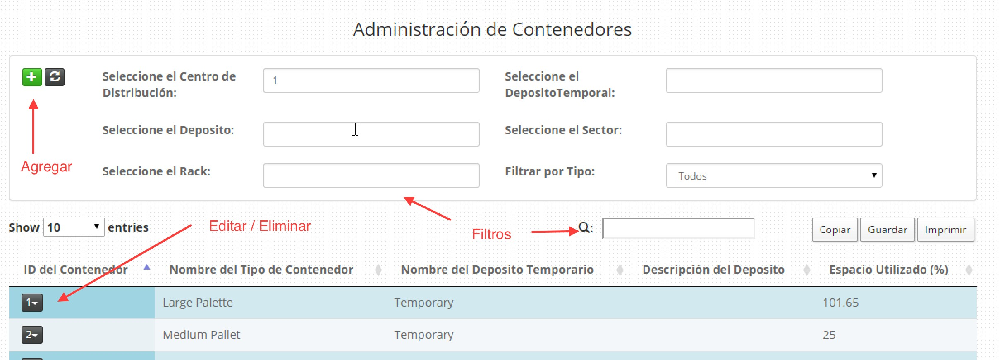 Administración de Contenedores
Seleccione el Centro de
Distribución:
1
Seleccione el
DepositoTemporal:
Seleccione el Deposito:
Seleccione el Sector:
Agregar
Seleccione el Rack:
Filtrar por Tipo:
Todos
Show 10 entries
Editar / Eliminar
Filtros
:
Copiar
Guardar
Imprimir
ID del Contenedor
Nombre del Tipo de Contenedor
Nombre del Deposito Temporario
Descripción del Deposito
Espacio Utilizado (%)
1
Large Palette
Temporary
101.65
2
Medium Pallet
Temporary
25